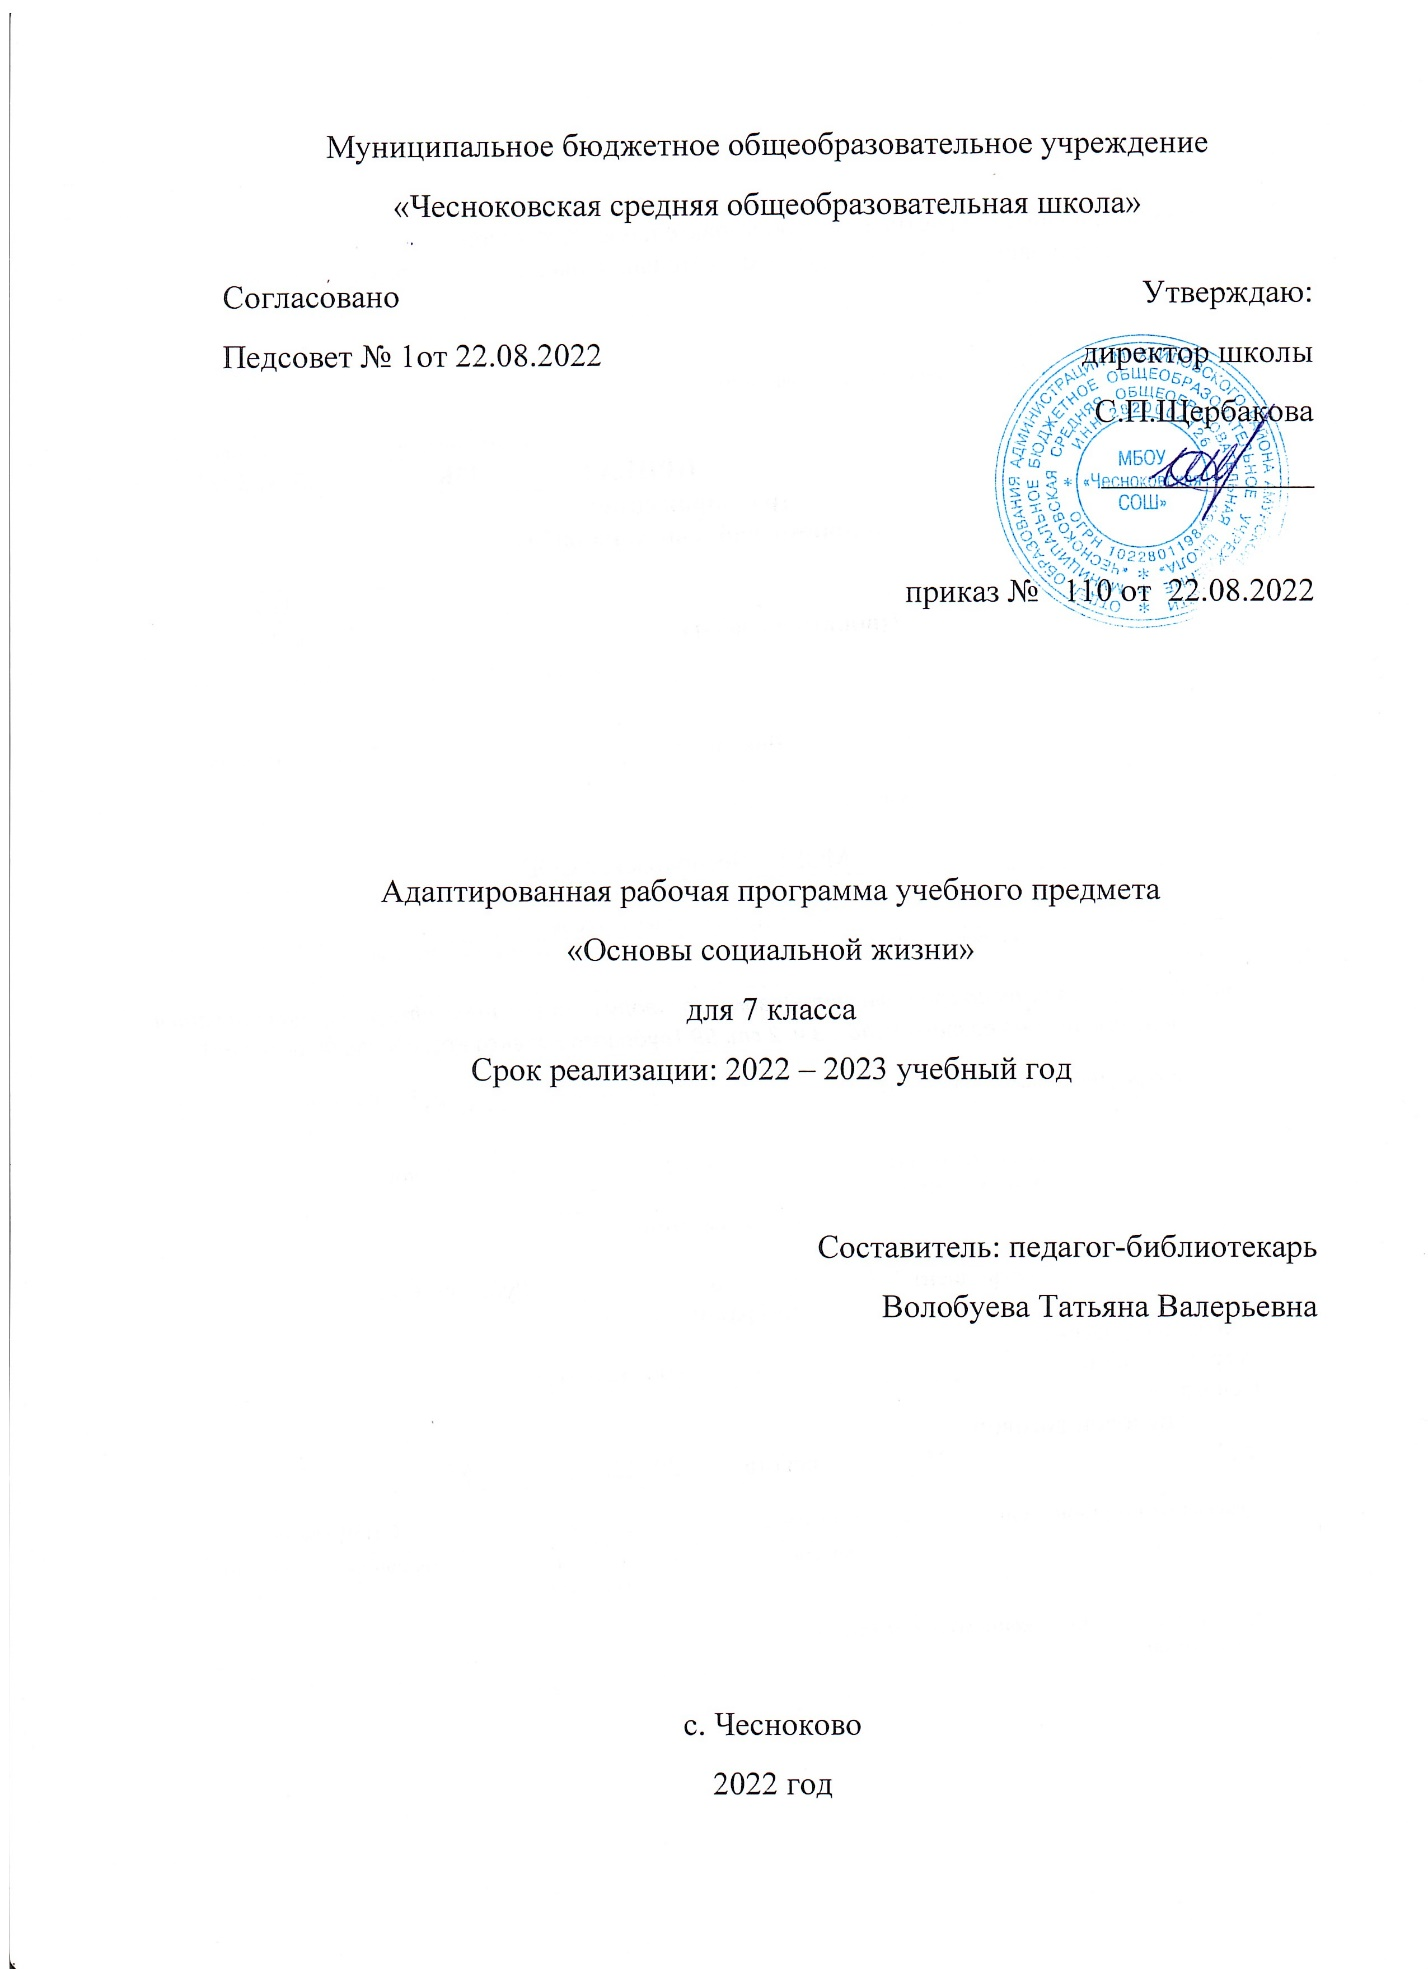 Муниципальное бюджетное общеобразовательное учреждение
«Чесноковская средняя общеобразовательная школа»
Согласовано
Педсовет № 1от 22.08.2022
Утверждаю:
директор школы
С.П.Щербакова
МБОУ
«Чесноковская
СОШ»
приказ № 110 от 22.08.2022
Адаптированная рабочая программа учебного предмета
«Основы социальной жизни»
для 7 класса
Срок реализации: 2022 – 2023 учебный год
Составитель: педагог-библиотекарь
Волобуева Татьяна Валерьевна
с. Чесноково
2022 год